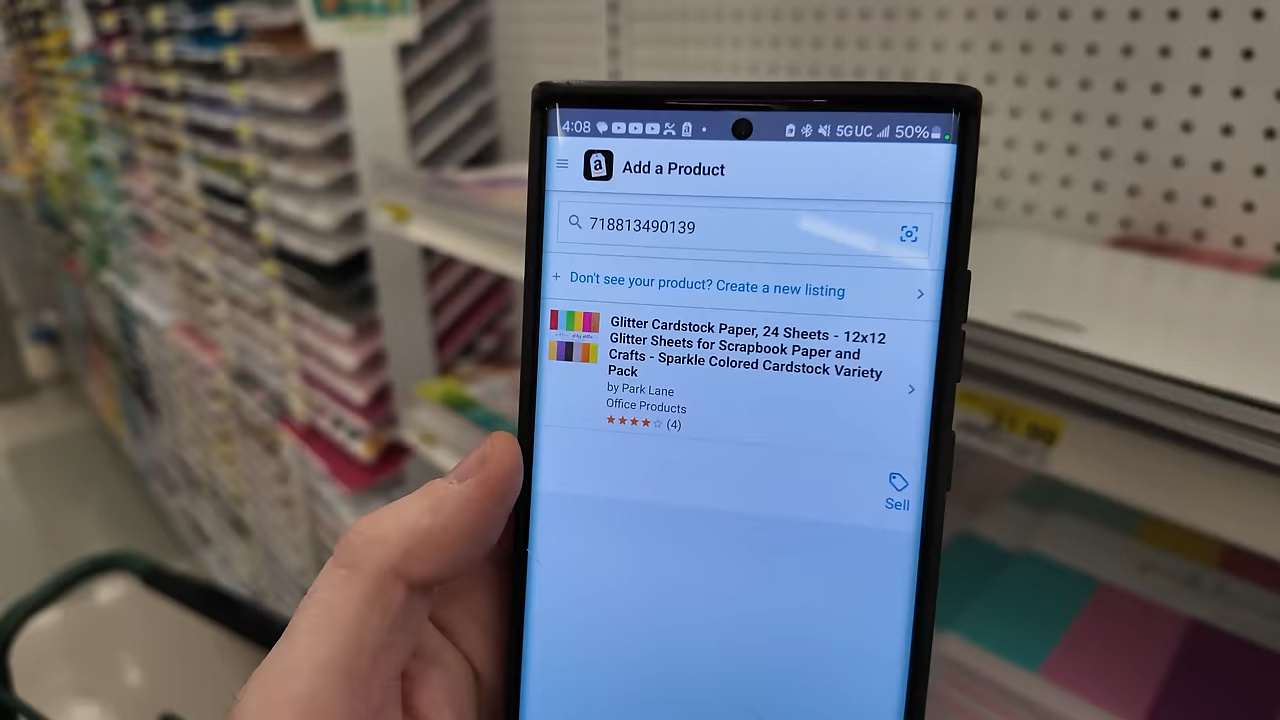 4:08
5GUC 50%
a Add a Product
718813490139
+ Don't see your product? Create a new listing
Glitter Cardstock Paper, 24 Sheets - 12x12
Glitter Sheets for Scrapbook Paper and
Crafts - Sparkle Colored Cardstock Variety
Pack
by Park Lane
Office Products
(4)
Sell